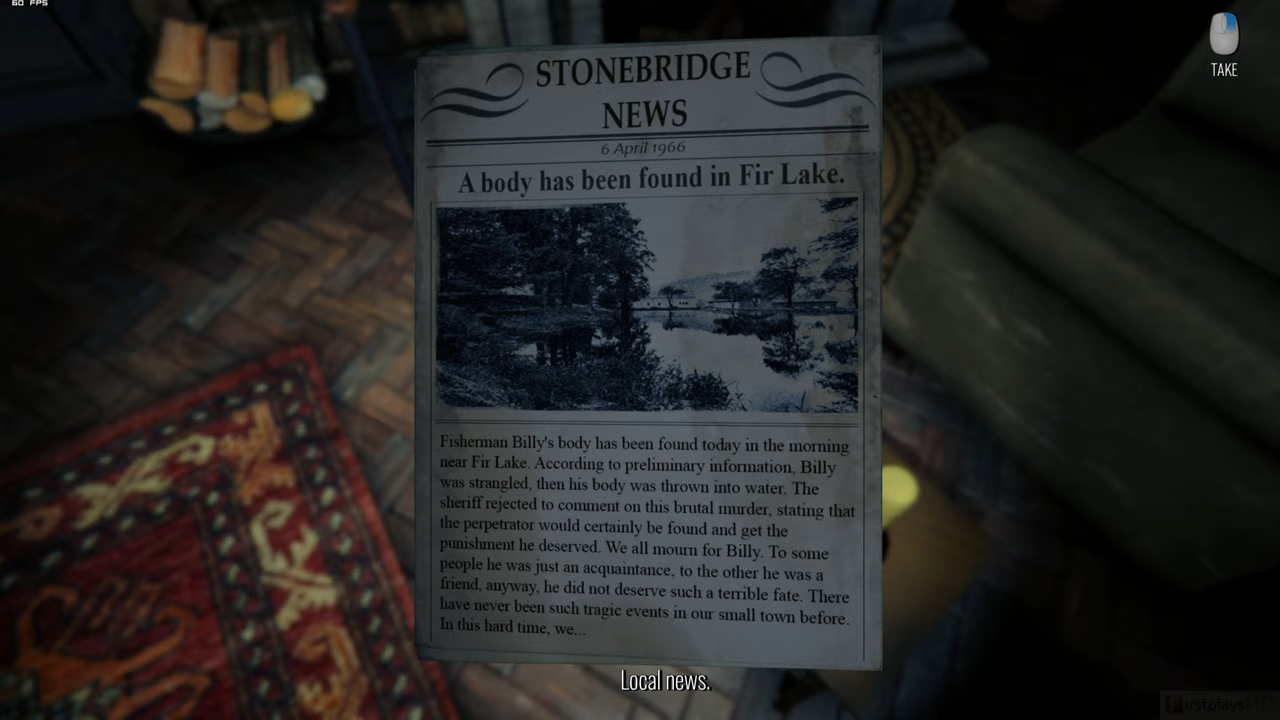 60 FPS
TAKE
STONEBRIDGE
NEWS
6 April 1966
A body has been found in Fir Lake.
Fisherman Billy's body has been found today in the morning
near Fir Lake. According to preliminary information, Billy
was strangled, then his body was thrown into water. The
sheriff rejected to comment on this brutal murder, stating that
the perpetrator would certainly be found and get the
punishment he deserved. We all mourn for Billy. To some
people he was just an acquaintance, to the other he was a
friend, anyway, he did not deserve such a terrible fate. There
have never been such tragic events in our small town before.
In this hard time, we...
Local news.